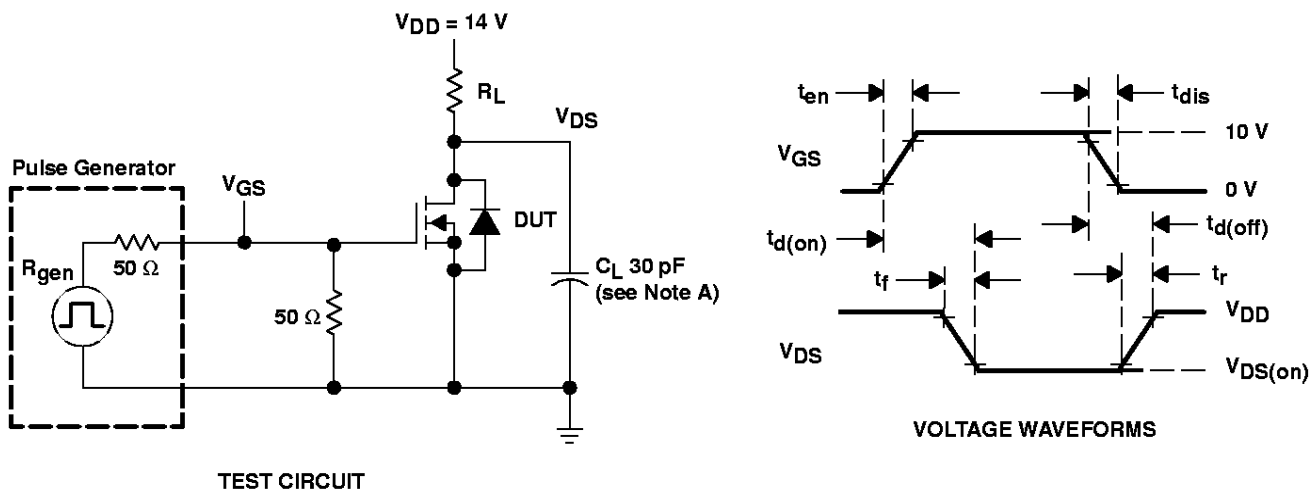 VDD = 14 V
RL
VDS
Pulse Generator
VGS
Rgen
50 Ω
50 Ω
DUT
CL 30 pF
(see Note A)
TEST CIRCUIT
ten
tdis
VGS
10 V
0 V
td(on)
td(off)
tf
tr
VDS
VDD
VDS(on)
VOLTAGE WAVEFORMS